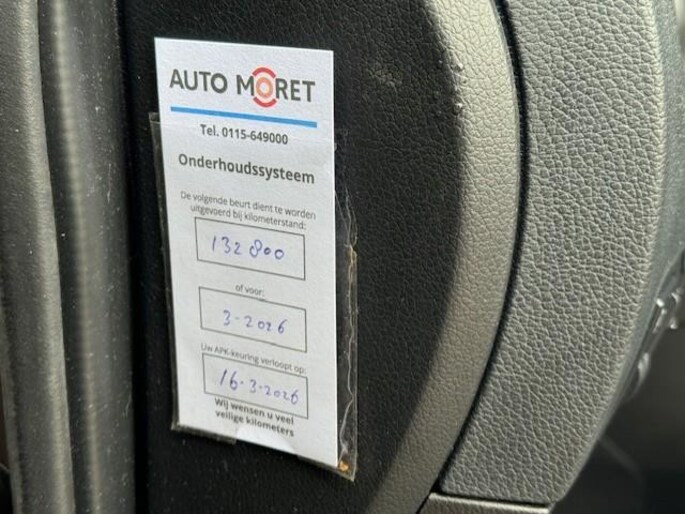 AUTO MORET
Tel. 0115-649000
Onderhoudssysteem
De volgende beurt dient te worden
uitgevoerd bij kilometerstand:
132800
of voor:
3-2026
Uw APK-keuring verloopt op:
16-3-2026
Wij wensen u veel
veilige kilometers